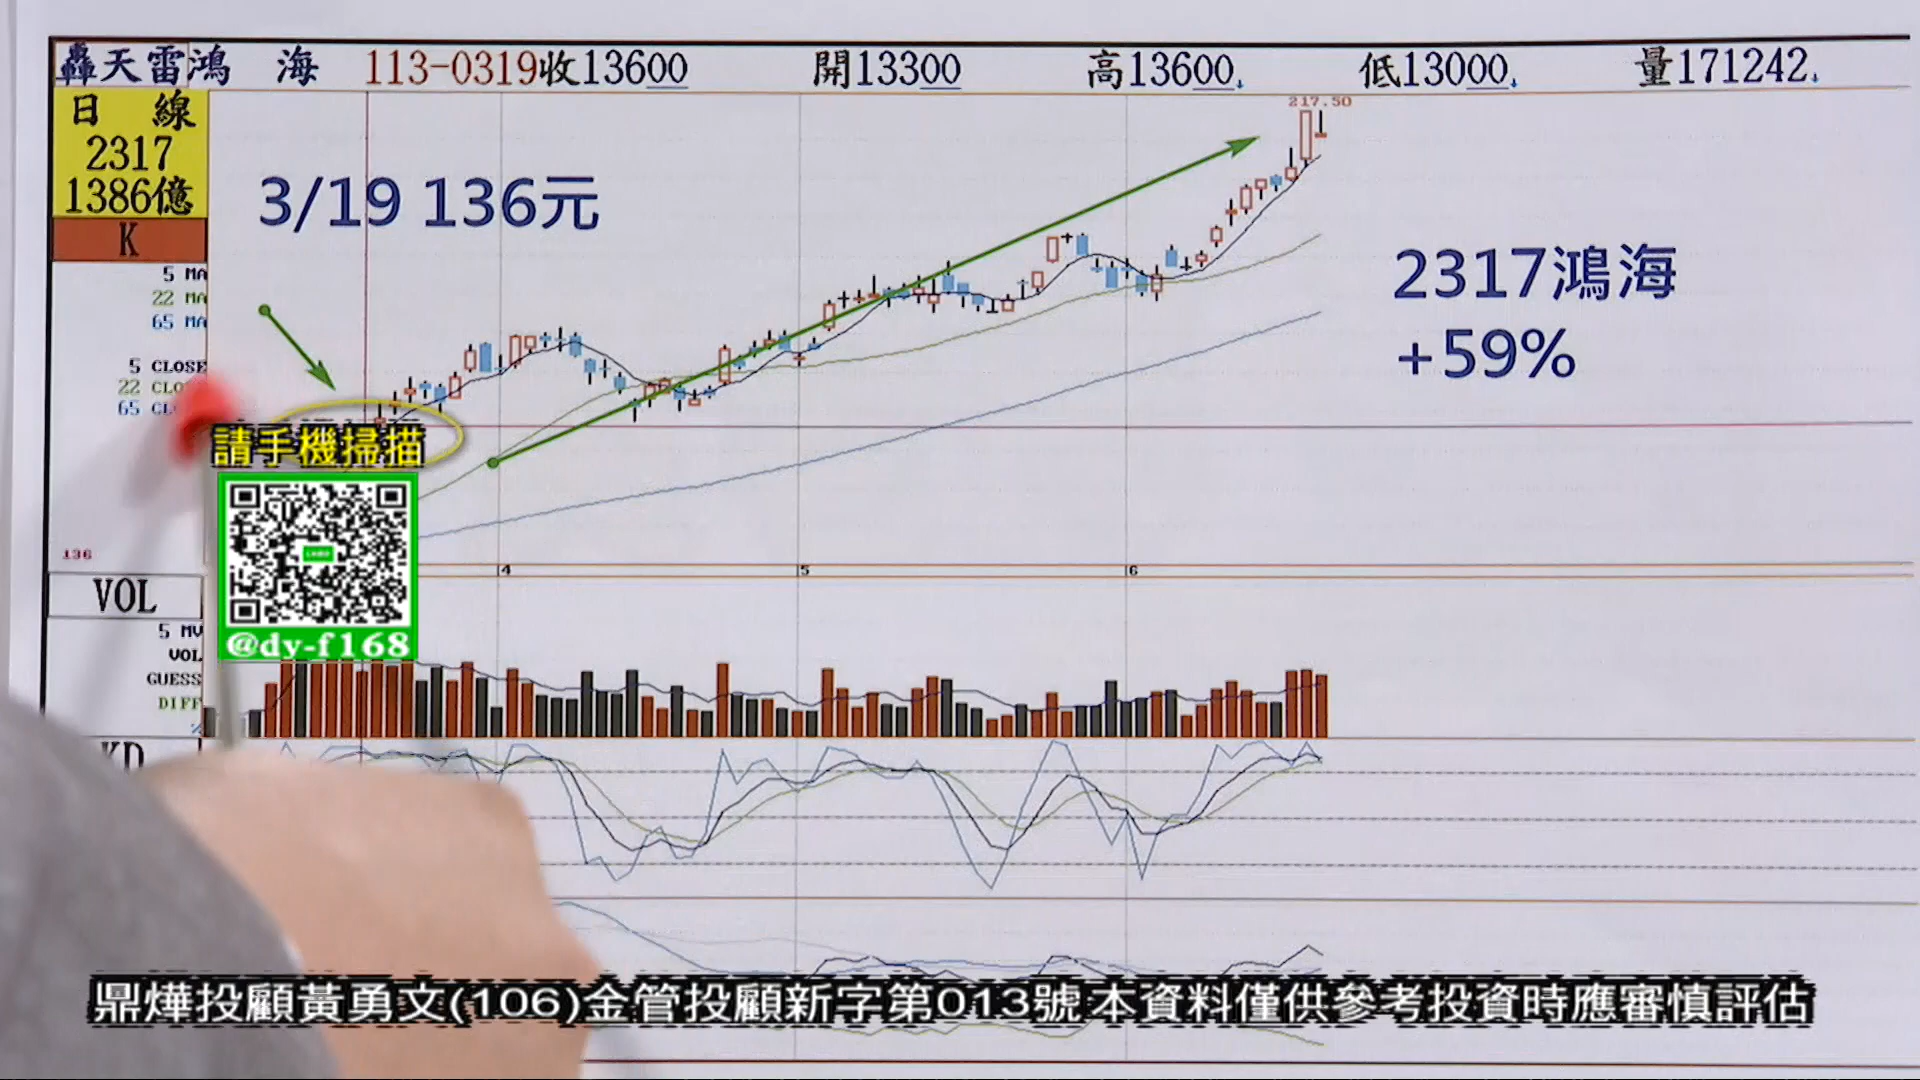 轟天雷鴻 海 113-0319收13600 開13300 高13600 低13000 量171242
日 線
2317
1386億
K
5 MA
22 MA
65 MA
5 CLOSE
22 CLO
65 CL
136
217.50
3/19 136元
2317鴻海
+59%
請手機掃描
@dy-f168
4 5 6
VOL
5 MV
VOL
GUESS
DIFF
KD
鼎燁投顧黃勇文(106)金管投顧新字第013號本資料僅供參考投資時應審慎評估